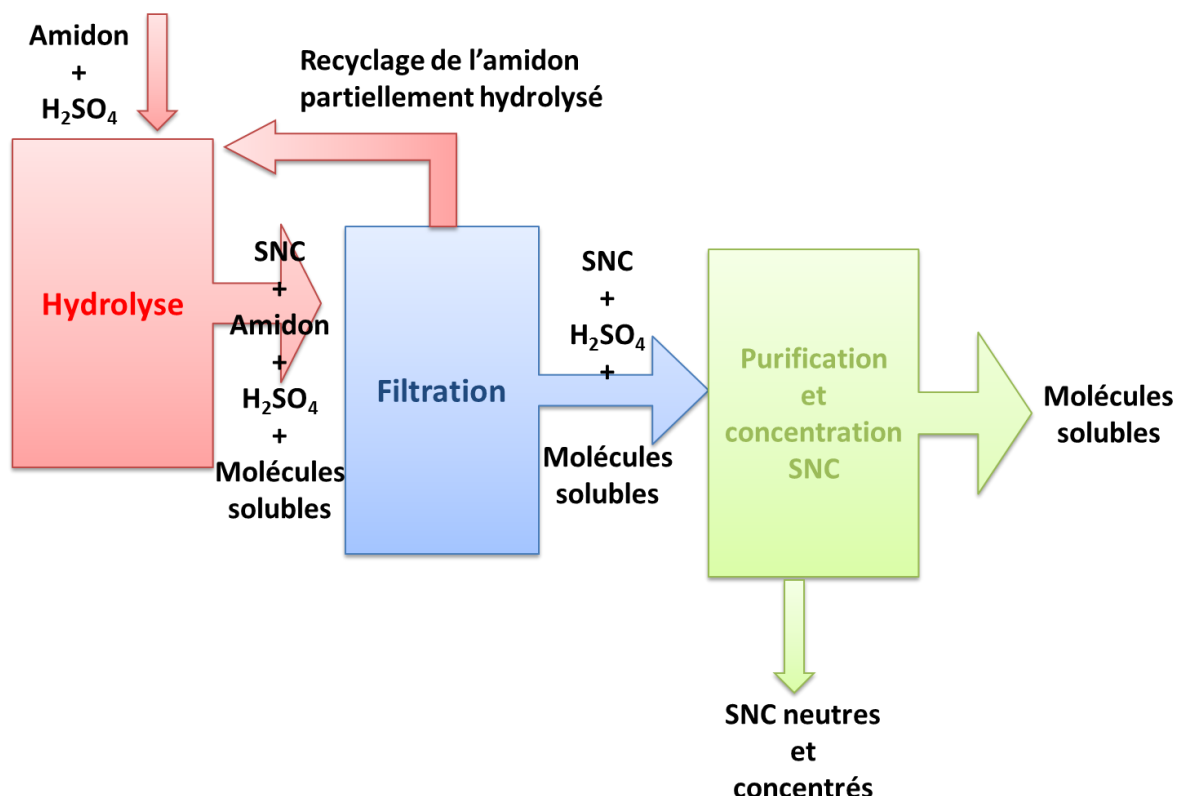 Amidon
+
H₂SO₄
Recyclage de l’amidon
partiellement hydrolysé
Hydrolyse
SNC
+
Amidon
+
H₂SO₄
+
Molécules
solubles
Filtration
SNC
+
H₂SO₄
+
Molécules
solubles
Purification
et
concentration
SNC
Molécules
solubles
SNC neutres
et
concentrés